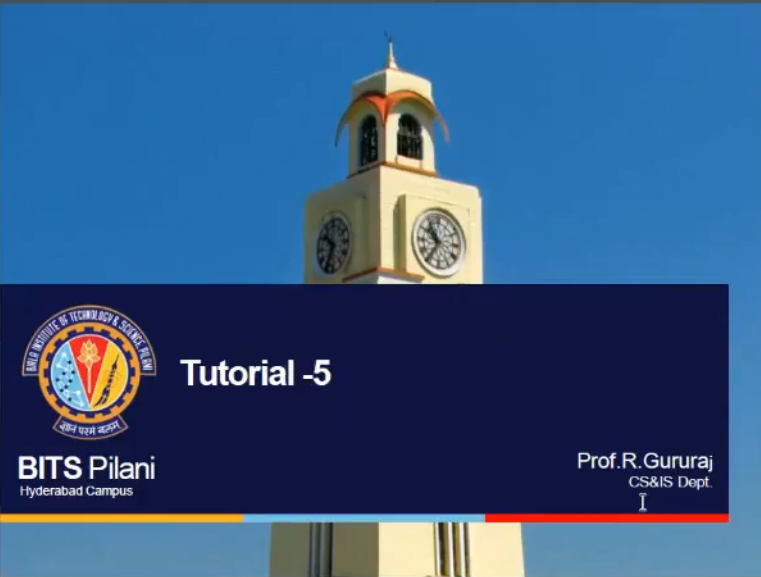 BIRLA INSTITUTE OF TECHNOLOGY & SCIENCE, PILANI
ज्ञानं परमं बलम्
Tutorial -5
BITS Pilani
Hyderabad Campus
Prof.R.Gururaj
CS&IS Dept.